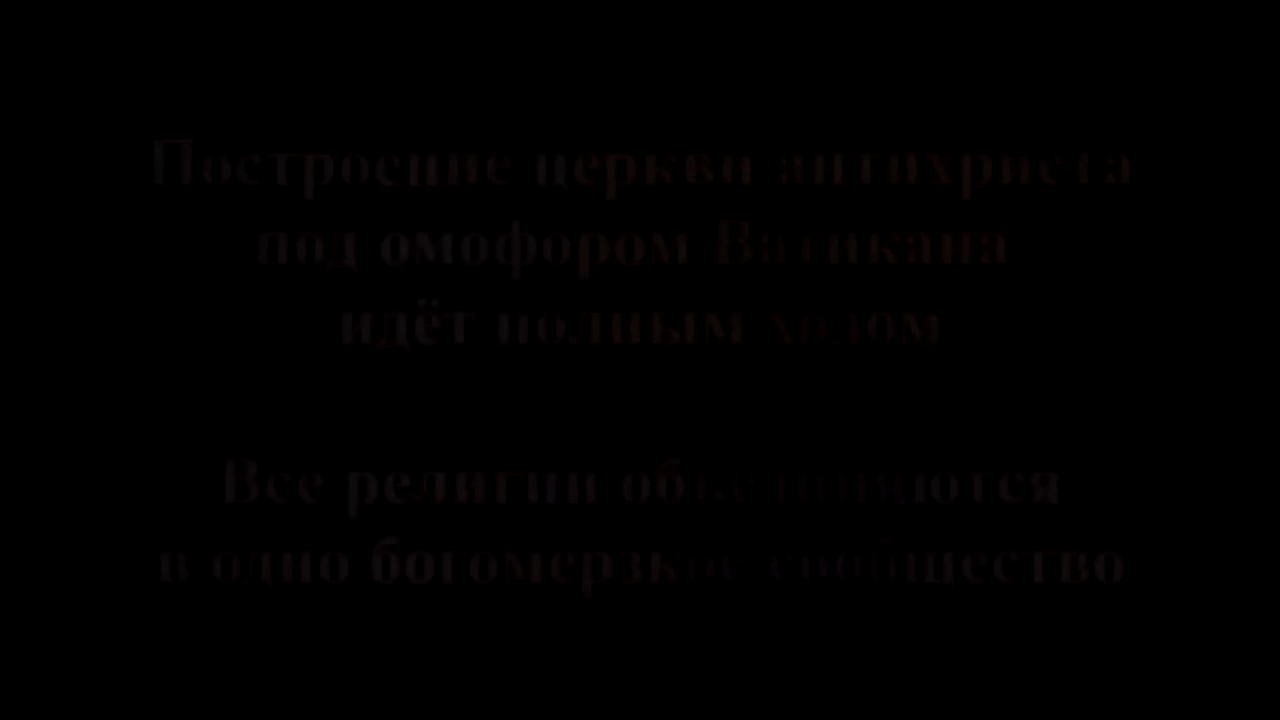 Построение церкви антихриста
под омофором Ватикана
идёт полным ходом
Все религии объединяются
в одно богомерзкое сообщество